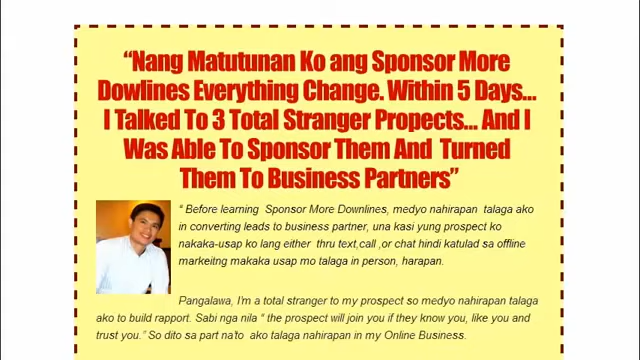 “Nang Matutunan Ko ang Sponsor More
Dowlines Everything Change. Within 5 Days...
I Talked To 3 Total Stranger Propects... And I
Was Able To Sponsor Them And Turned
Them To Business Partners”
“ Before learning Sponsor More Downlines, medyo nahirapan talaga ako
in converting leads to business partner, una kasi yung prospect ko
nakaka-usap ko lang either thru text,call ,or chat hindi katulad sa offline
markeitng makaka usap mo talaga in person, harapan.
Pangalawa, I'm a total stranger to my prospect so medyo nahirapan talaga
ako to build rapport. Sabi nga nila “ the prospect will join you if they know you, like you and
trust you.” So dito sa part na'to ako talaga nahirapan in my Online Business.